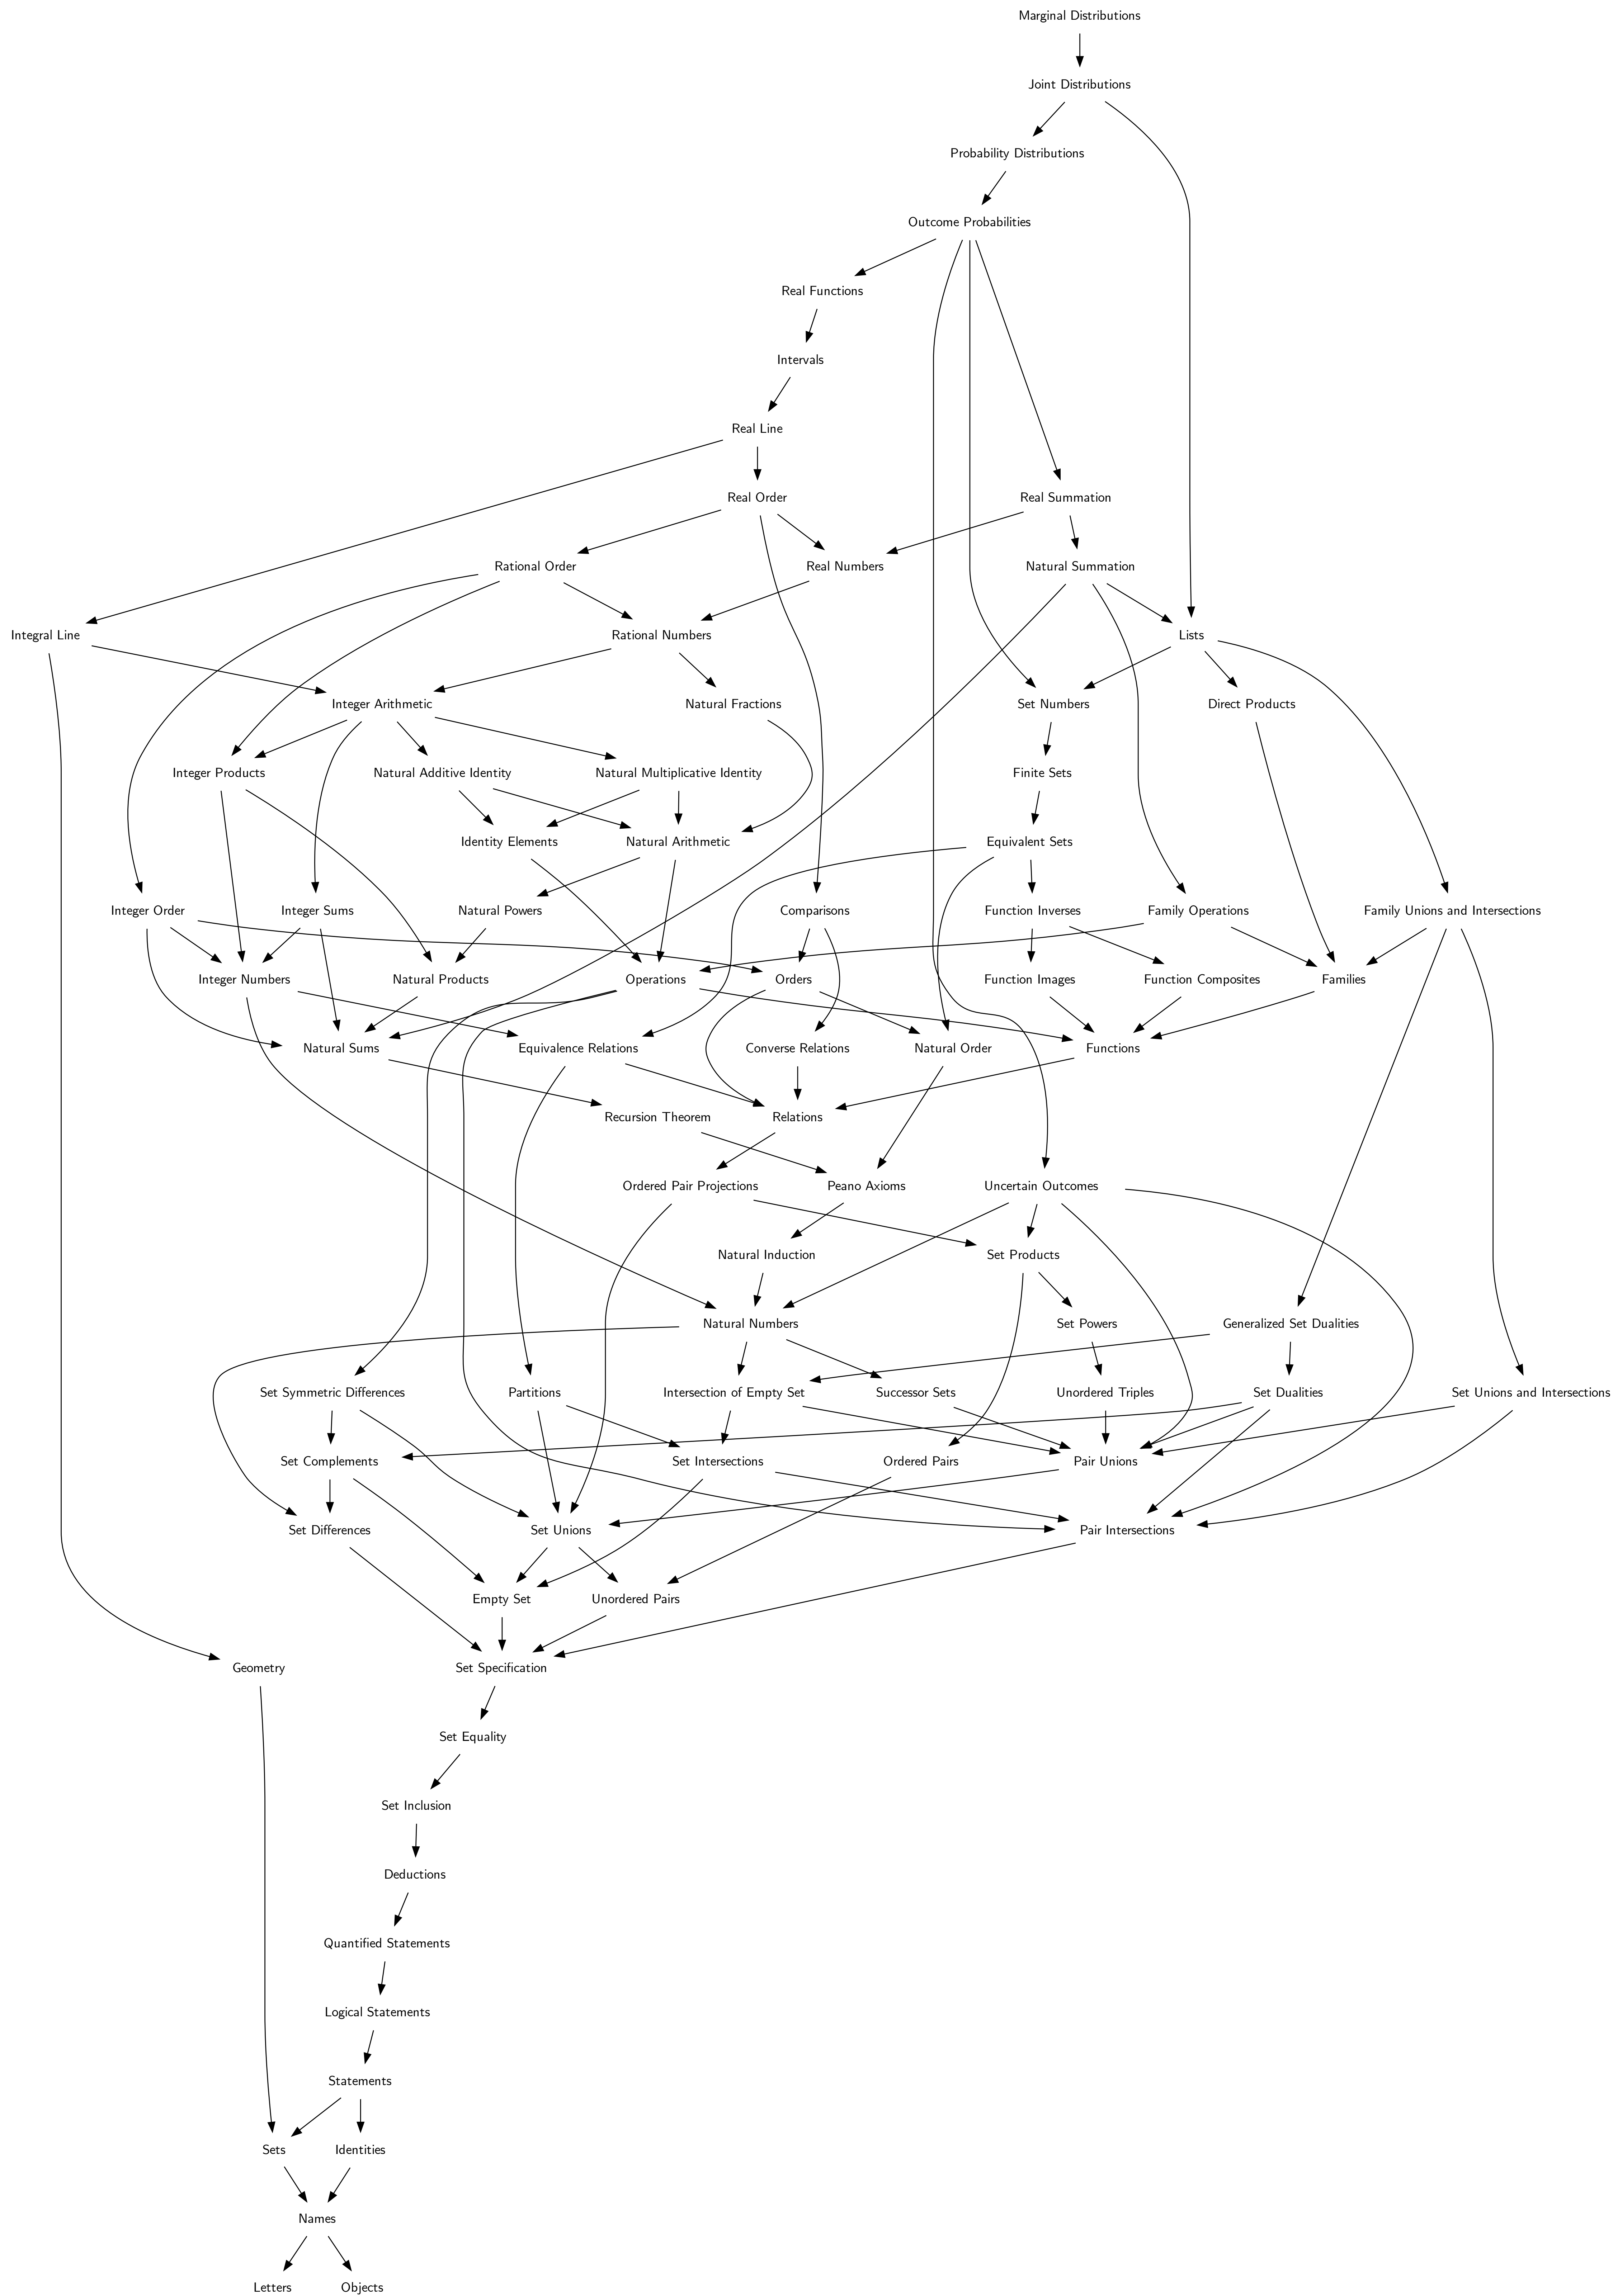 Marginal Distributions
Joint Distributions
Probability Distributions
Outcome Probabilities
Real Functions
Intervals
Real Line
Real Order
Real Summation
Rational Order
Real Numbers
Natural Summation
Integral Line
Rational Numbers
Lists
Integer Arithmetic
Natural Fractions
Set Numbers
Direct Products
Integer Products
Natural Additive Identity
Natural Multiplicative Identity
Finite Sets
Identity Elements
Natural Arithmetic
Equivalent Sets
Integer Order
Integer Sums
Natural Powers
Comparisons
Function Inverses
Family Operations
Family Unions and Intersections
Integer Numbers
Natural Products
Operations
Orders
Function Images
Function Composites
Families
Natural Sums
Equivalence Relations
Converse Relations
Natural Order
Functions
Recursion Theorem
Relations
Ordered Pair Projections
Peano Axioms
Uncertain Outcomes
Natural Induction
Set Products
Natural Numbers
Set Powers
Generalized Set Dualities
Set Symmetric Differences
Partitions
Intersection of Empty Set
Successor Sets
Unordered Triples
Set Dualities
Set Unions and Intersections
Set Complements
Set Intersections
Ordered Pairs
Pair Unions
Set Differences
Set Unions
Pair Intersections
Empty Set
Unordered Pairs
Geometry
Set Specification
Set Equality
Set Inclusion
Deductions
Quantified Statements
Logical Statements
Statements
Sets
Identities
Names
Letters
Objects